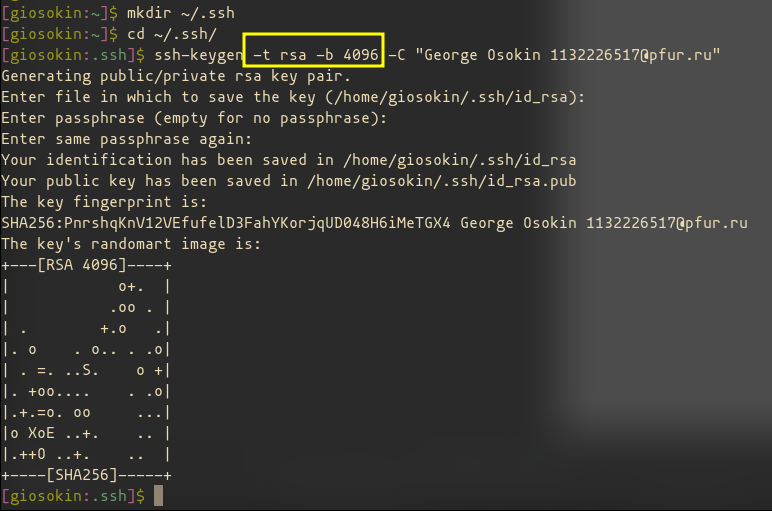 [giosokin:~]$ mkdir ~/.ssh
[giosokin:~]$ cd ~/.ssh/
[giosokin:.ssh]$ ssh-keygen -t rsa -b 4096 -C "George Osokin 1132226517@pfur.ru"
Generating public/private rsa key pair.
Enter file in which to save the key (/home/giosokin/.ssh/id_rsa):
Enter passphrase (empty for no passphrase):
Enter same passphrase again:
Your identification has been saved in /home/giosokin/.ssh/id_rsa
Your public key has been saved in /home/giosokin/.ssh/id_rsa.pub
The key fingerprint is:
SHA256:PnrshqKnV12VEfufelD3FahYKorjqUD048H6iMeTGX4 George Osokin 1132226517@pfur.ru
The key's randomart image is:
+---[RSA 4096]----+
|            o+.  |
|           .oo . |
| .        +.o   .|
|. o    . o.. . .o|
| . =. ..S.    o +|
|. +oo....    . .o|
|.+.=o. oo     ...|
|o XoE ..+.    .. |
|.++O ..+.    ..  |
+----[SHA256]-----+
[giosokin:.ssh]$